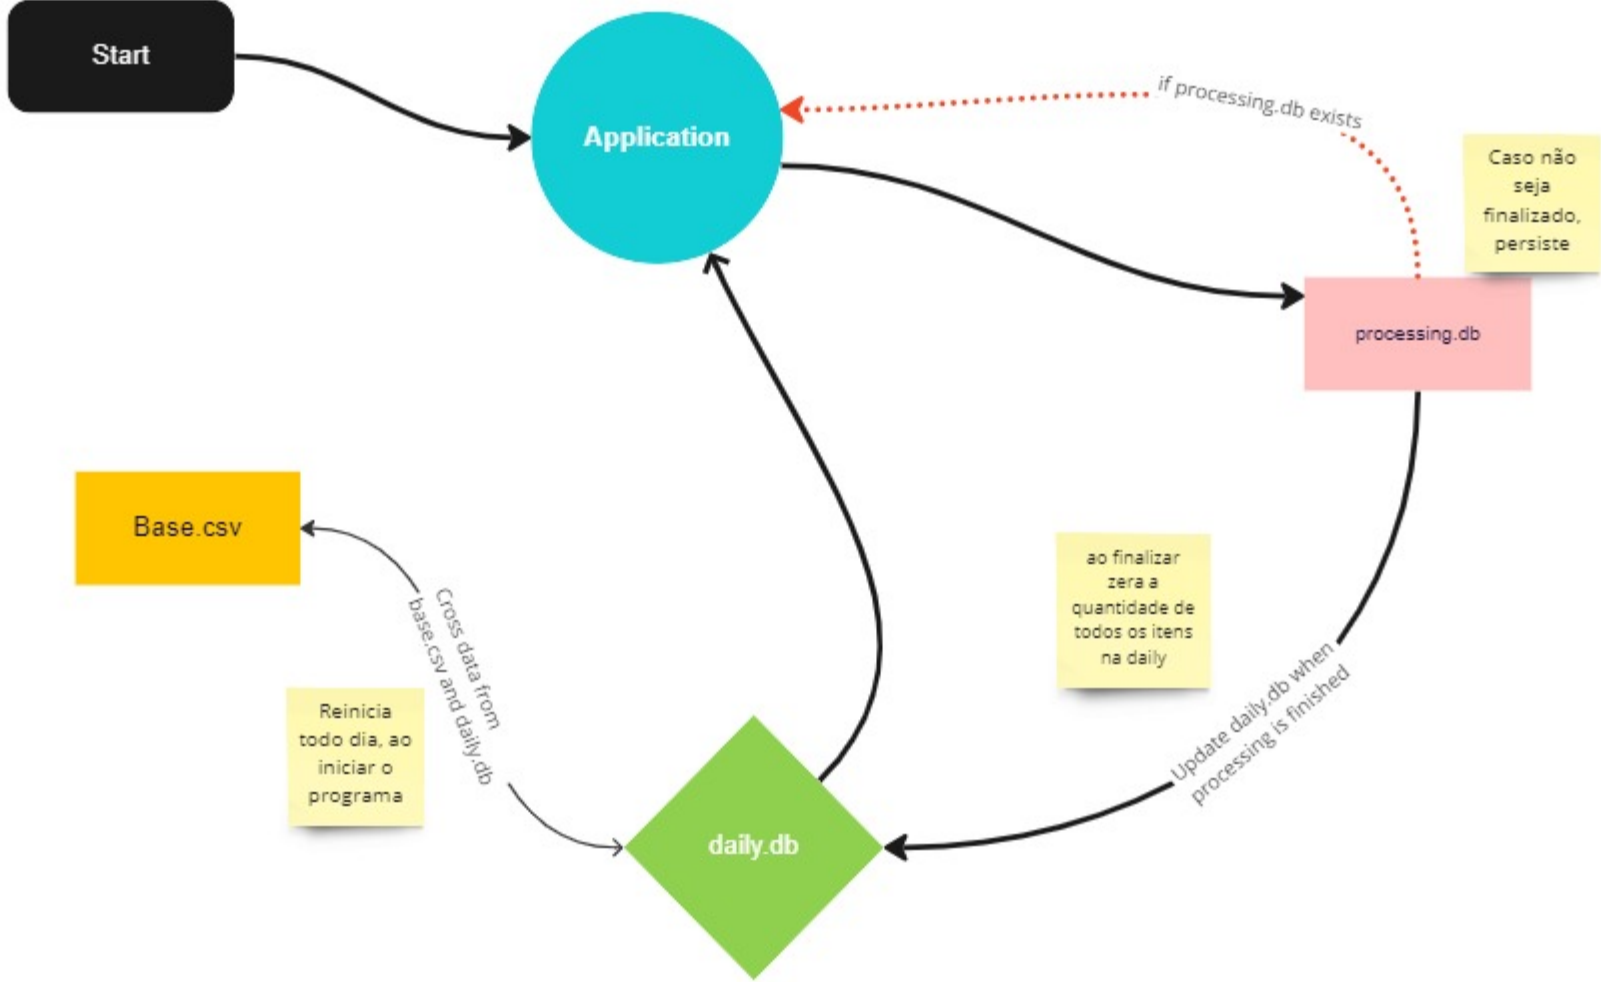 Start
Application
if processing.db exists
Caso não
seja
finalizado,
persiste
processing.db
Base.csv
Cross data from
base.csv and daily.db
ao finalizar
zera a
quantidade de
todos os itens
na daily
Update daily.db when
processing is finished
Reinicia
todo dia, ao
iniciar o
programa
daily.db